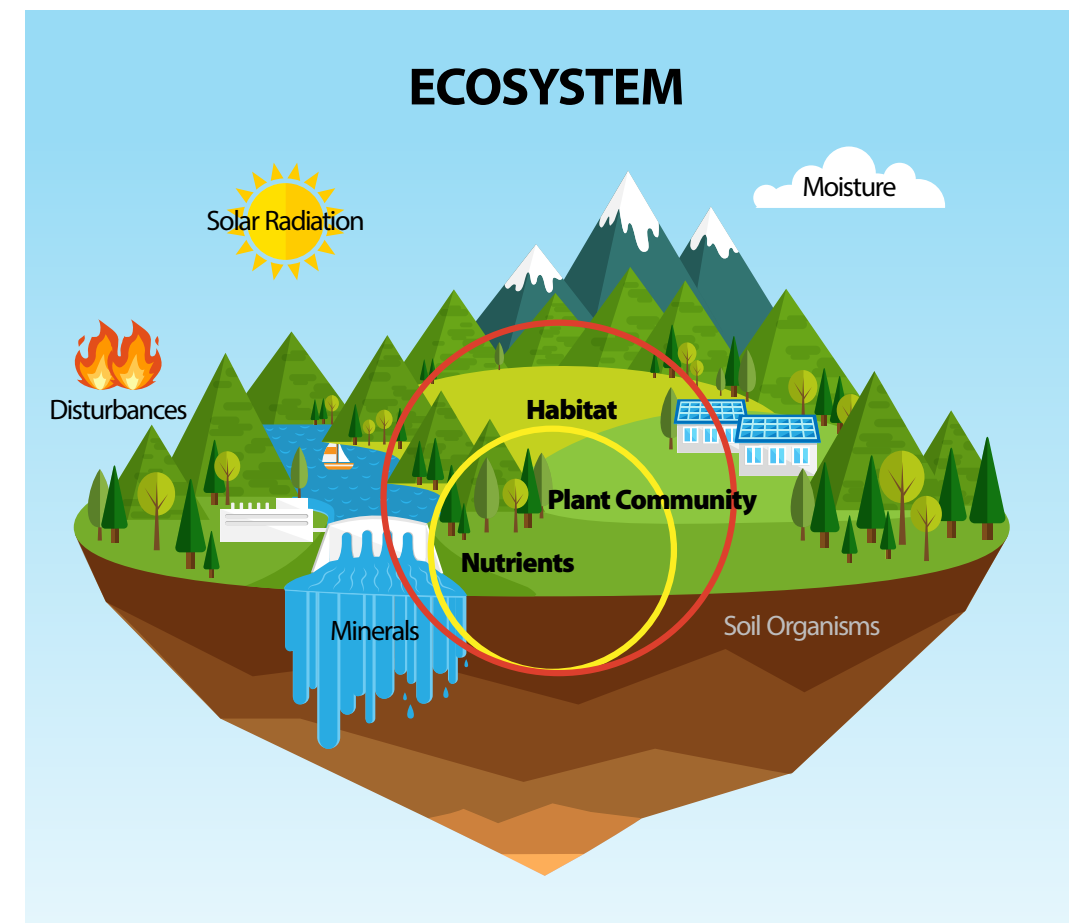 ECOSYSTEM
Moisture
Solar Radiation
Disturbances
Habitat
Plant Community
Nutrients
Minerals
Soil Organisms